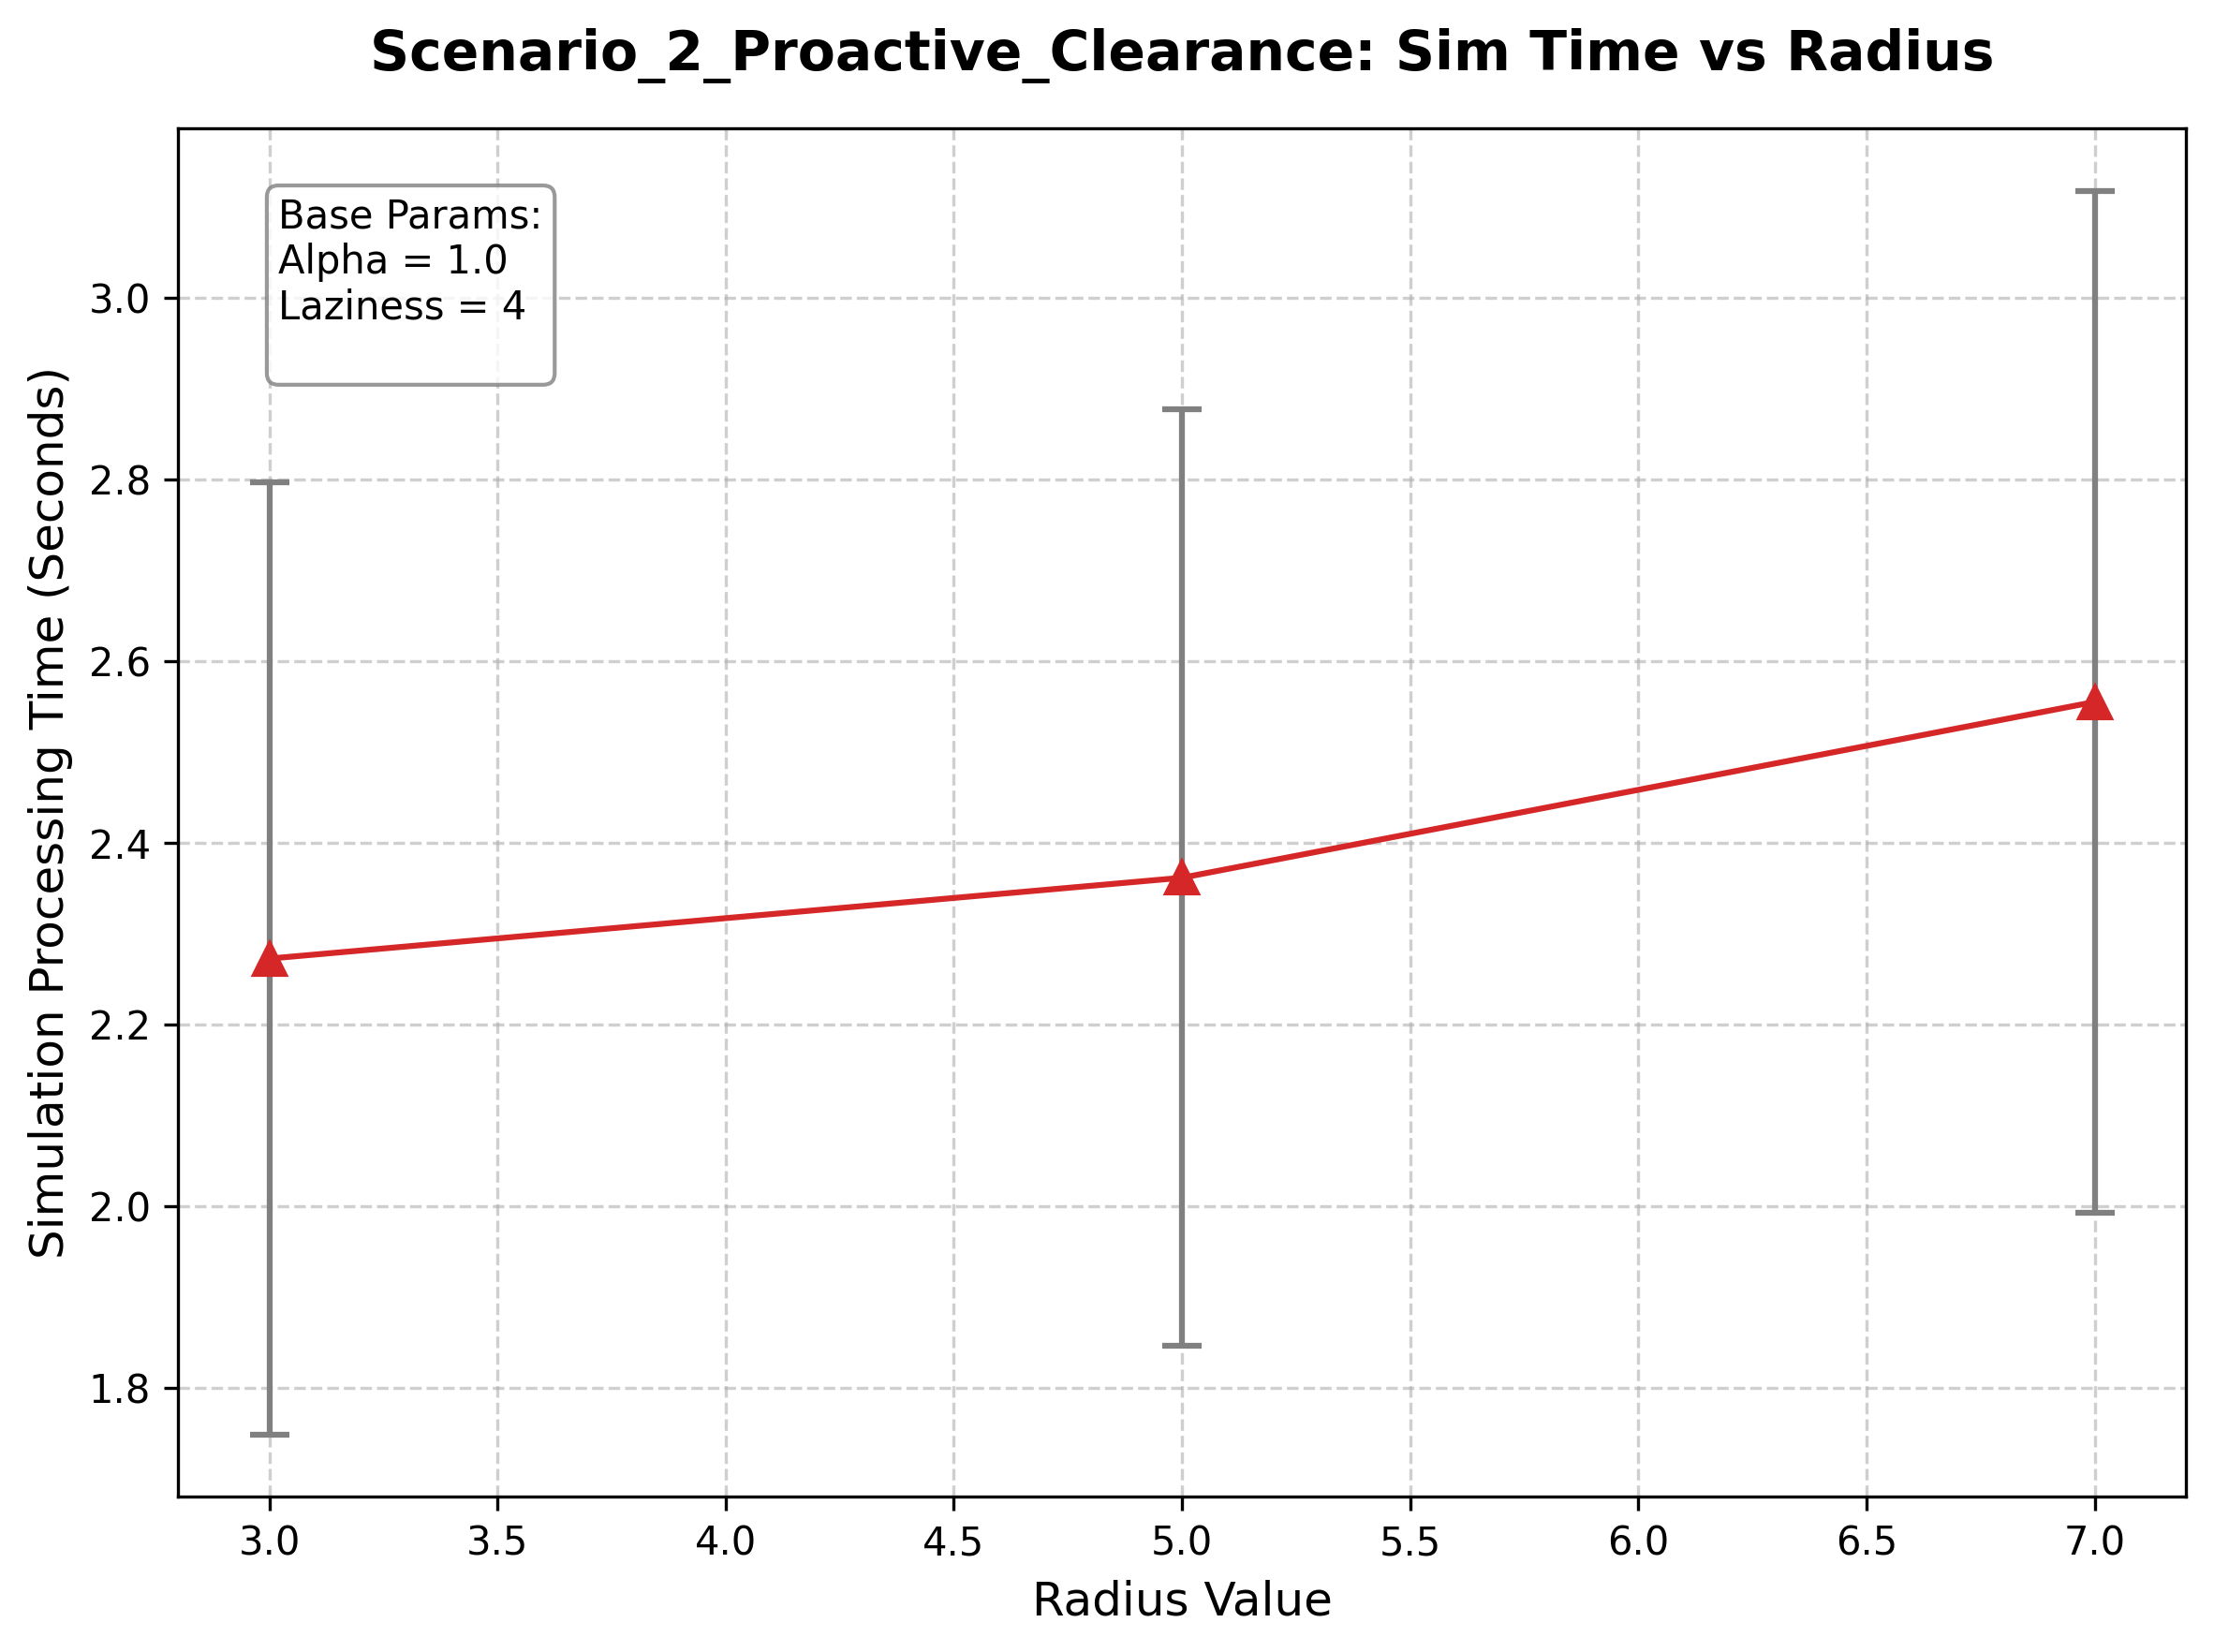 Scenario_2_Proactive_Clearance: Sim Time vs Radius
Base Params:
Alpha = 1.0
Laziness = 4
Simulation Processing Time (Seconds)
3.0
2.8
2.6
2.4
2.2
2.0
1.8
3.0 3.5 4.0 4.5 5.0 5.5 6.0 6.5 7.0
Radius Value